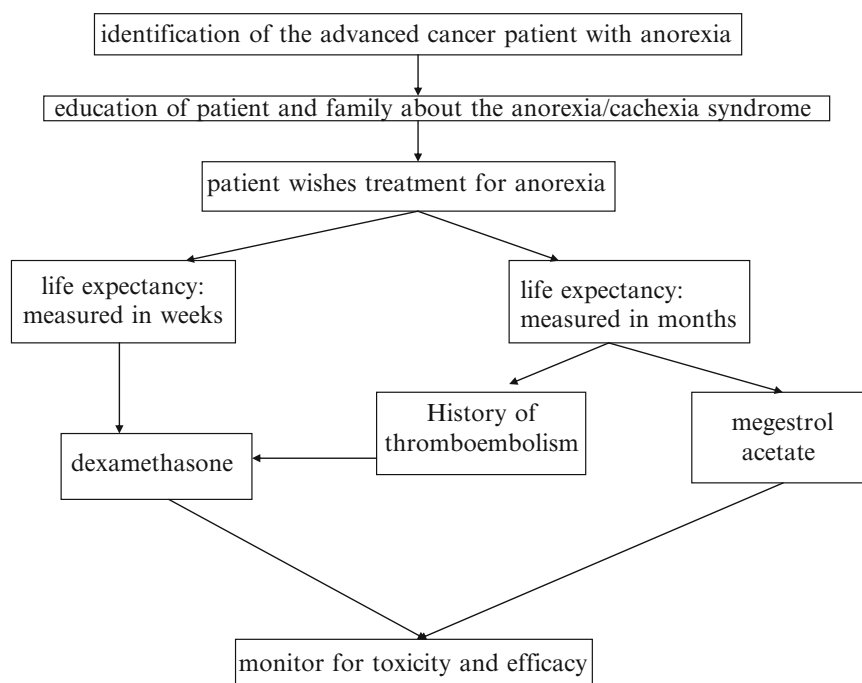 identification of the advanced cancer patient with anorexia
education of patient and family about the anorexia/cachexia syndrome
patient wishes treatment for anorexia
life expectancy:
measured in weeks
life expectancy:
measured in months
History of
thromboembolism
megestrol
acetate
dexamethasone
monitor for toxicity and efficacy